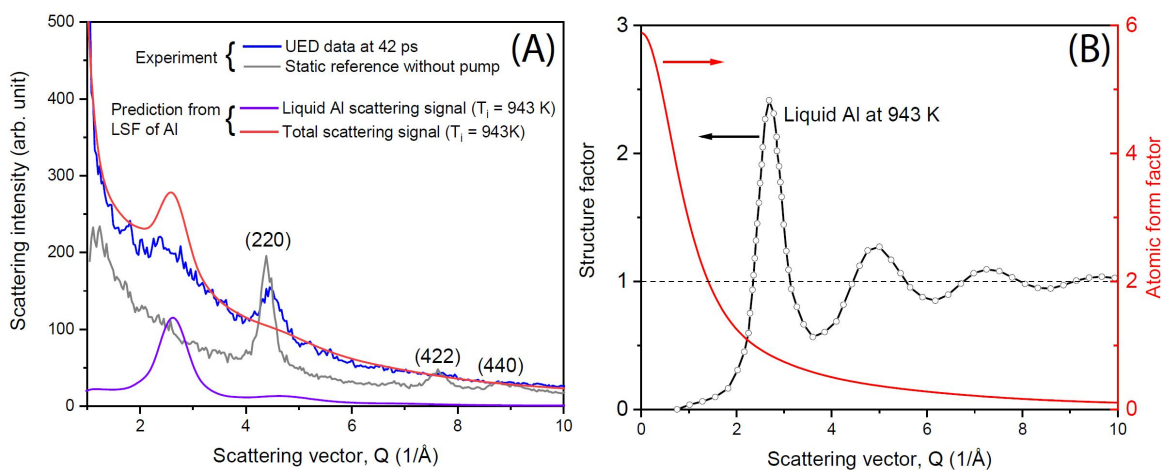 (A)
Experiment { UED data at 42 ps
Static reference without pump
Prediction from LSF of Al { Liquid Al scattering signal (Tᵢ = 943 K)
Total scattering signal (Tᵢ = 943K)
(220)
(422)
(440)
500
400
300
200
100
0
2
4
6
8
10
Scattering intensity (arb. unit)
Scattering vector, Q (1/Å)
(B)
Liquid Al at 943 K
3
2
1
0
0
2
4
6
8
10
6
4
2
0
Structure factor
Atomic form factor
Scattering vector, Q (1/Å)